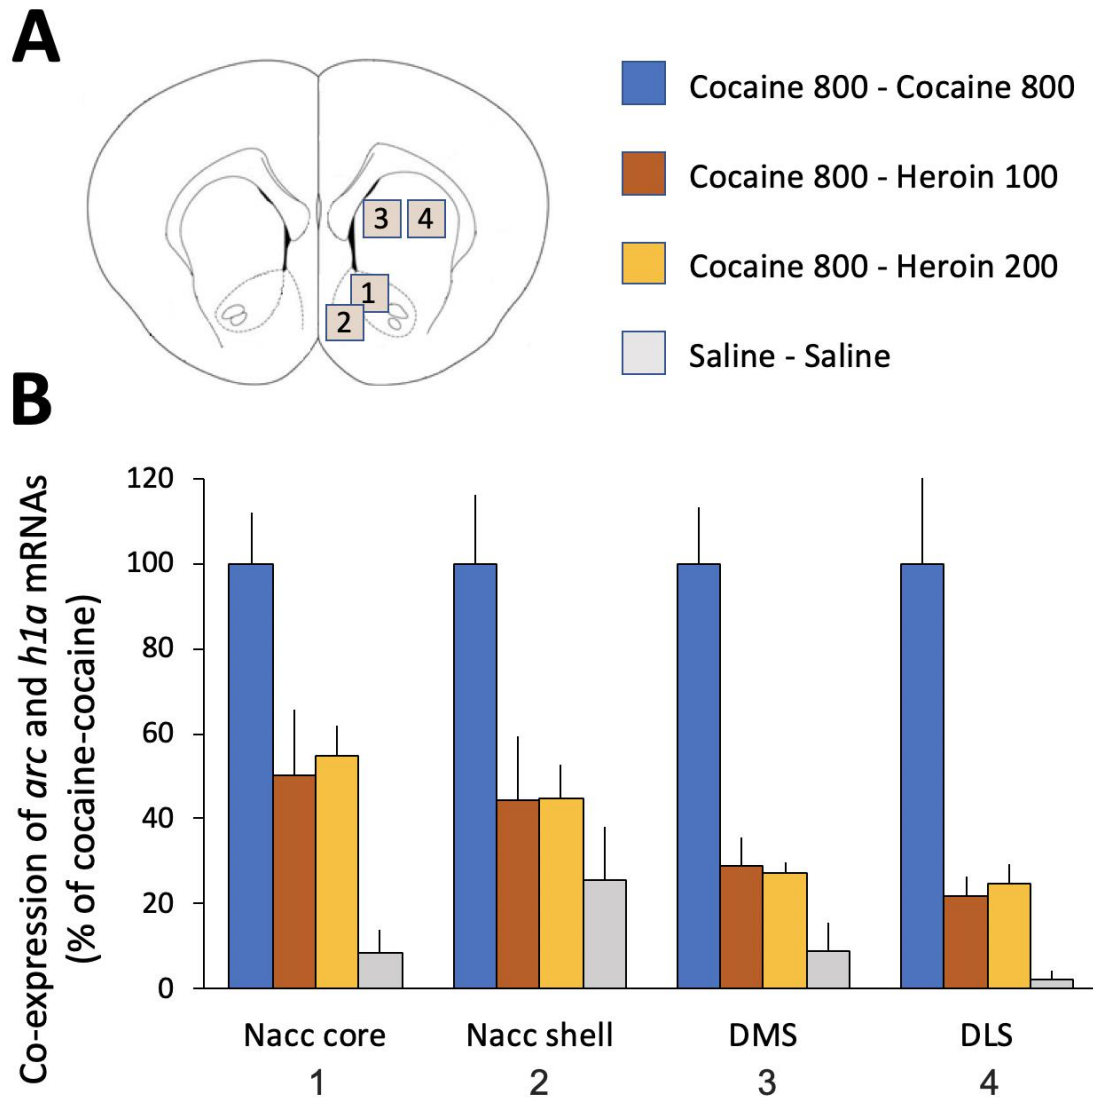 A
Cocaine 800 - Cocaine 800
Cocaine 800 - Heroin 100
Cocaine 800 - Heroin 200
Saline - Saline
3 4
1
2
B
Co-expression of arc and h1a mRNAs
(% of cocaine-cocaine)
120
100
80
60
40
20
0
Nacc core Nacc shell DMS DLS
1 2 3 4